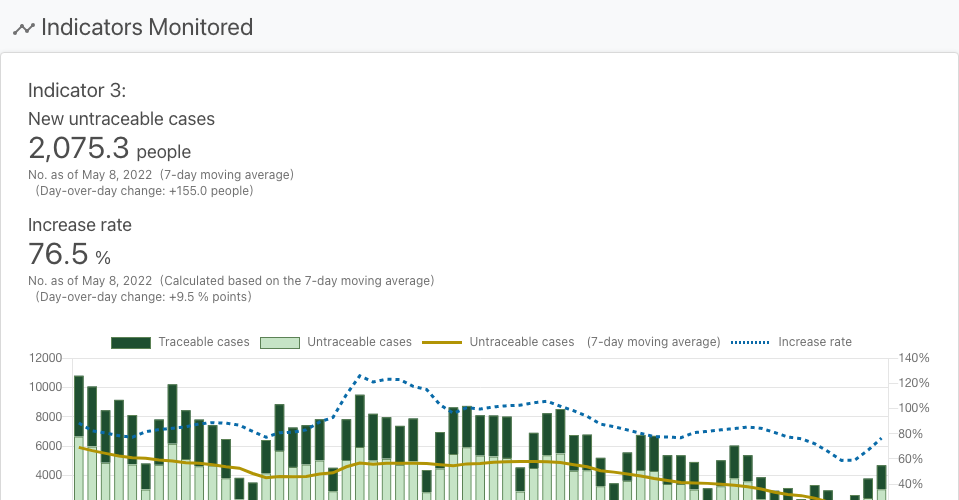 Indicators Monitored
Indicator 3:
New untraceable cases
2,075.3 people
No. as of May 8, 2022 (7-day moving average)
(Day-over-day change: +155.0 people)
Increase rate
76.5 %
No. as of May 8, 2022 (Calculated based on the 7-day moving average)
(Day-over-day change: +9.5 % points)
Traceable cases Untraceable cases Untraceable cases (7-day moving average) Increase rate
12000 140%
10000 120%
8000 100%
6000 80%
4000 60%
40%